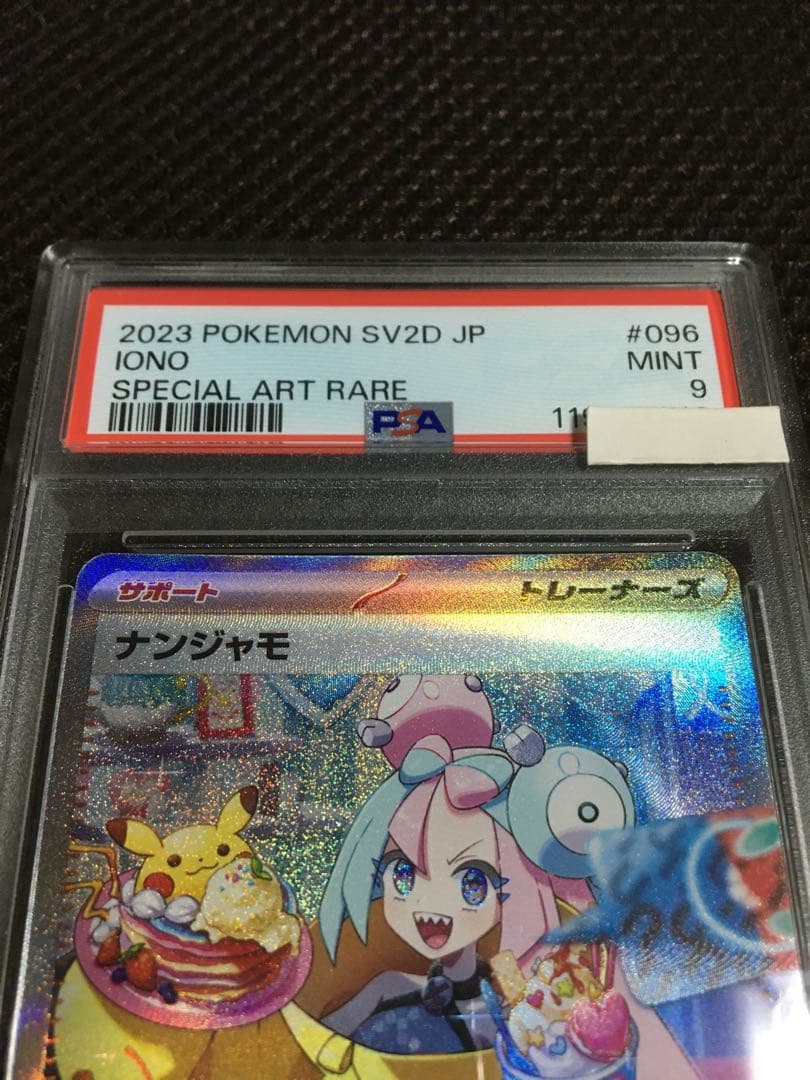 2023 POKEMON SV2D JP #096
IONO MINT
SPECIAL ART RARE 9
PSA
サポート トレーナーズ
ナンジャモ